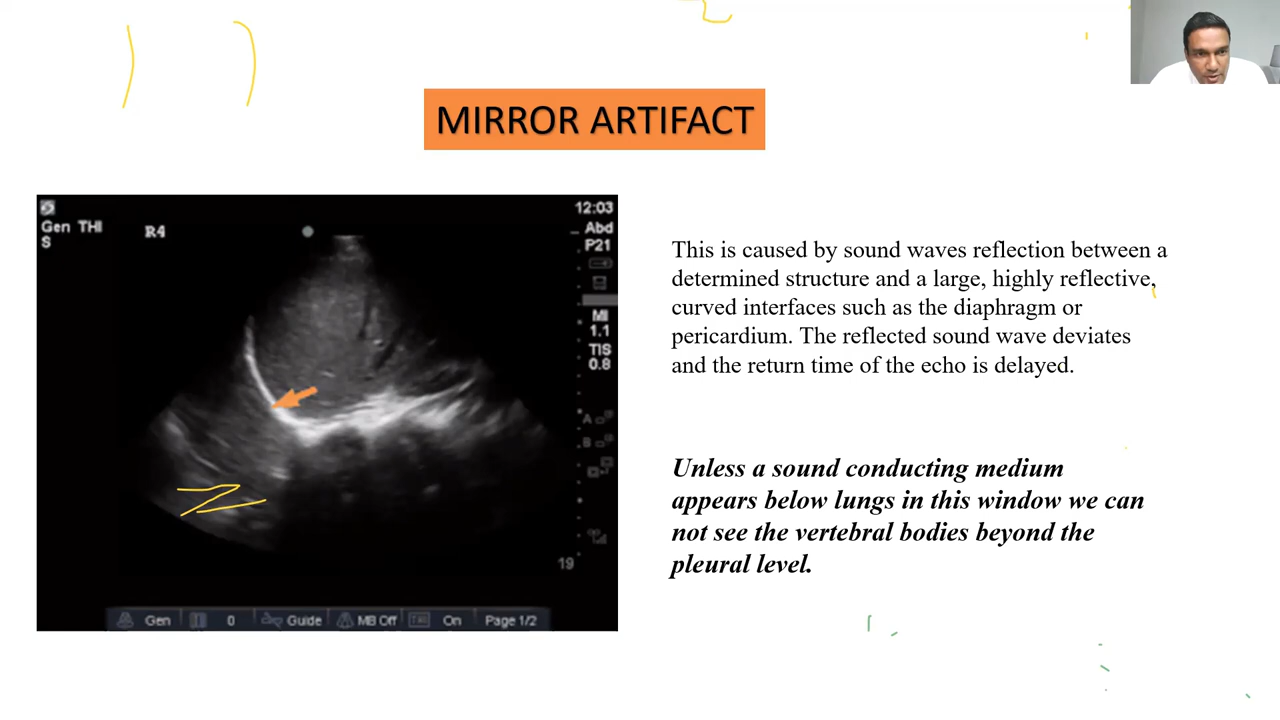 MIRROR ARTIFACT
12:03
Gen THI
S
R4
Abd
P21
MI
1.1
TIS
0.8
A
B
19
Gen 0 Guide MB Off THI On Page 1/2
This is caused by sound waves reflection between a
determined structure and a large, highly reflective,
curved interfaces such as the diaphragm or
pericardium. The reflected sound wave deviates
and the return time of the echo is delayed.
Unless a sound conducting medium
appears below lungs in this window we can
not see the vertebral bodies beyond the
pleural level.